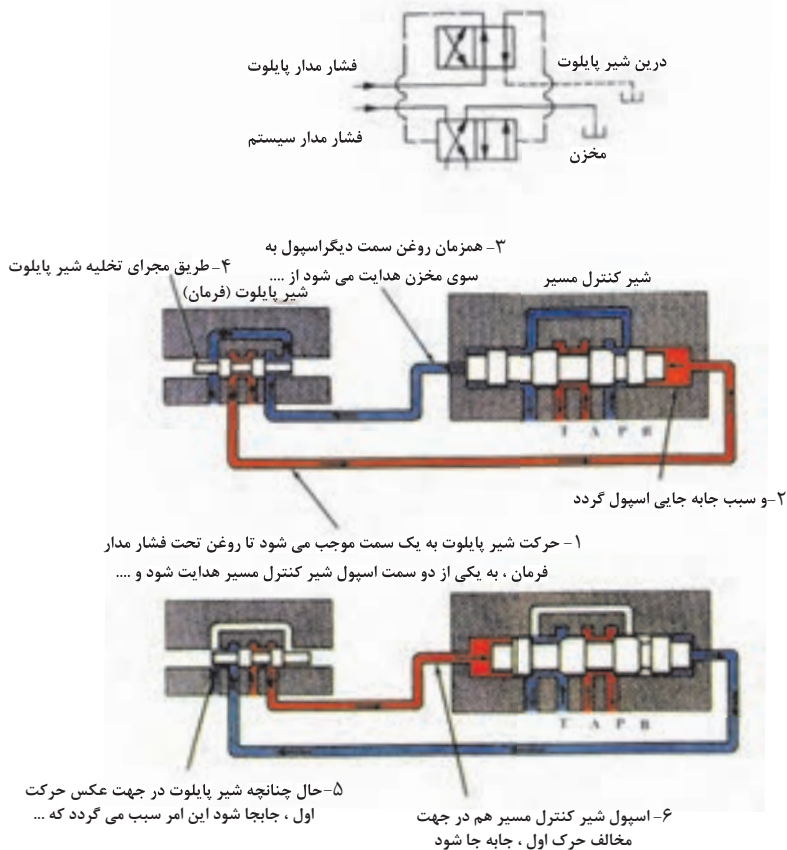 فشار مدار پایلوت
درین شیر پایلوت
فشار مدار سیستم
مخزن
۳- همزمان روغن سمت دیگراسپول به
سوی مخزن هدایت می شود از ....
۴-طریق مجرای تخلیه شیر پایلوت
شیر پایلوت (فرمان)
شیر کنترل مسیر
T A P B
۲-و سبب جابه جایی اسپول گردد
۱- حرکت شیر پایلوت به یک سمت موجب می شود تا روغن تحت فشار مدار
فرمان ، به یکی از دو سمت اسپول شیر کنترل مسیر هدایت شود و ....
T A P B
۵-حال چنانچه شیر پایلوت در جهت عکس حرکت
اول ، جابجا شود این امر سبب می گردد که ...
۶- اسپول شیر کنترل مسیر هم در جهت
مخالف حرک اول ، جابه جا شود